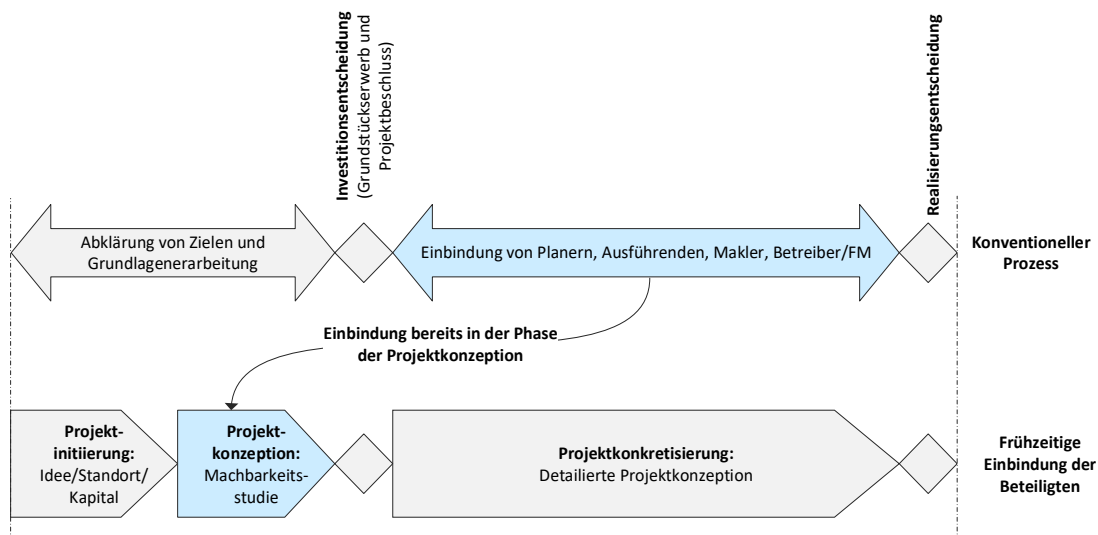 Investitionsentscheidung
(Grundstückserwerb und
Projektbeschluss)
Realisierungsentscheidung
Abklärung von Zielen und
Grundlagenerarbeitung
Einbindung von Planern, Ausführenden, Makler, Betreiber/FM
Konventioneller
Prozess
Einbindung bereits in der Phase
der Projektkonzeption
Projekt-
initiierung:
Idee/Standort/
Kapital
Projekt-
konzeption:
Machbarkeits-
studie
Projektkonkretisierung:
Detailierte Projektkonzeption
Frühzeitige
Einbindung der
Beteiligten